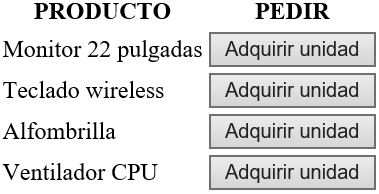 PRODUCTO PEDIR
Monitor 22 pulgadas Adquirir unidad
Teclado wireless Adquirir unidad
Alfombrilla Adquirir unidad
Ventilador CPU Adquirir unidad